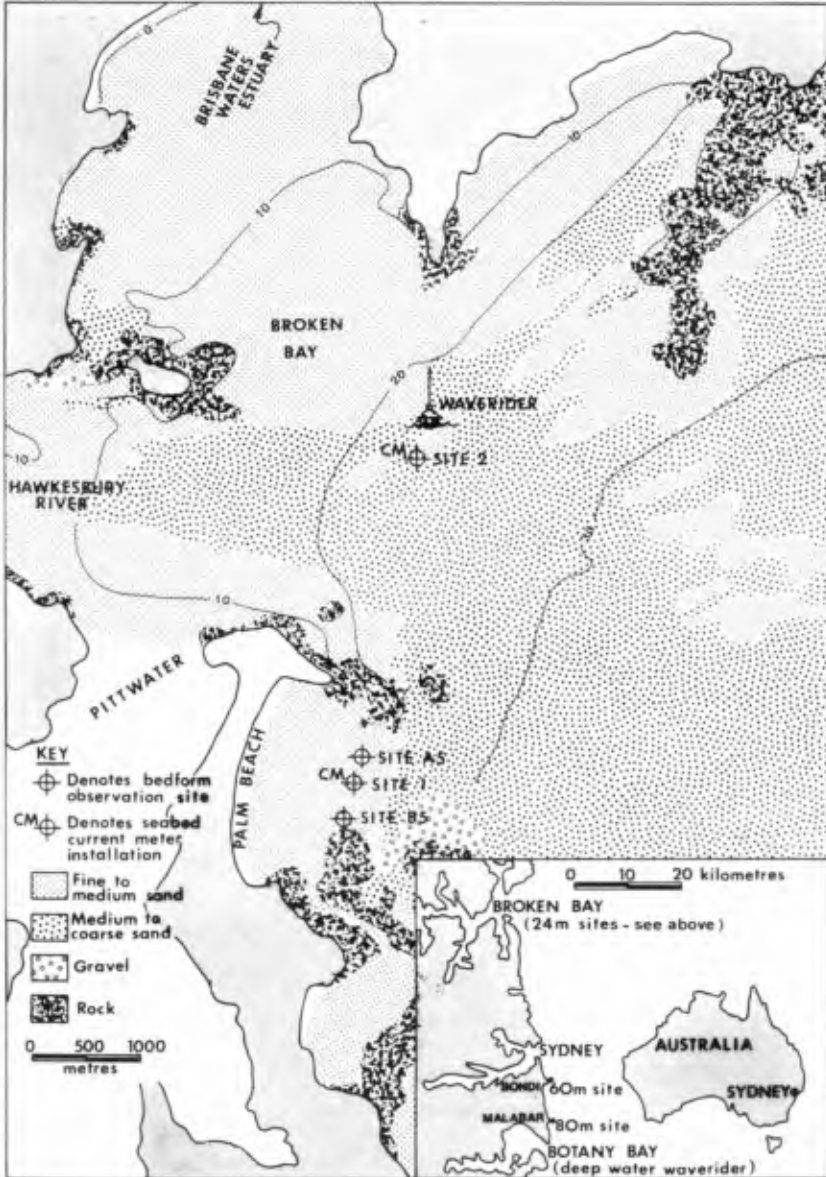 0
BRISBANE
WATERS
ESTUARY
10
10
BROKEN
BAY
20
WAVERIDER
CM
SITE 2
10
HAWKESBURY
RIVER
10
PITTWATER
PALM BEACH
SITE A5
CM
SITE 1
SITE B5
KEY
Denotes bedform
observation site
CM
Denotes seabed
current meter
installation
Fine to
medium sand
Medium to
coarse sand
Gravel
Rock
0 5000 1000
metres
0 10 20 kilometres
BROKEN BAY
(24m sites - see above)
SYDNEY
BONDI
60m site
MALABAR
80m site
BOTANY BAY
(deep water waverider)
AUSTRALIA
SYDNEY